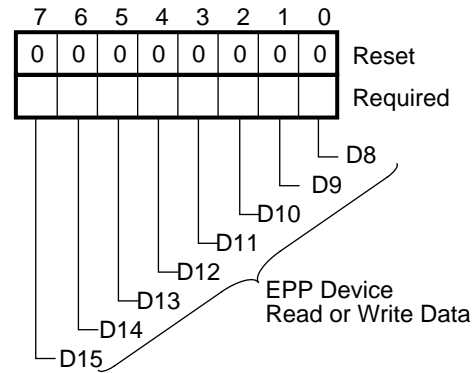 7 6 5 4 3 2 1 0
0 0 0 0 0 0 0 0 Reset
Required
D8
D9
D10
D11
D12
D13
EPP Device
Read or Write Data
D14
D15